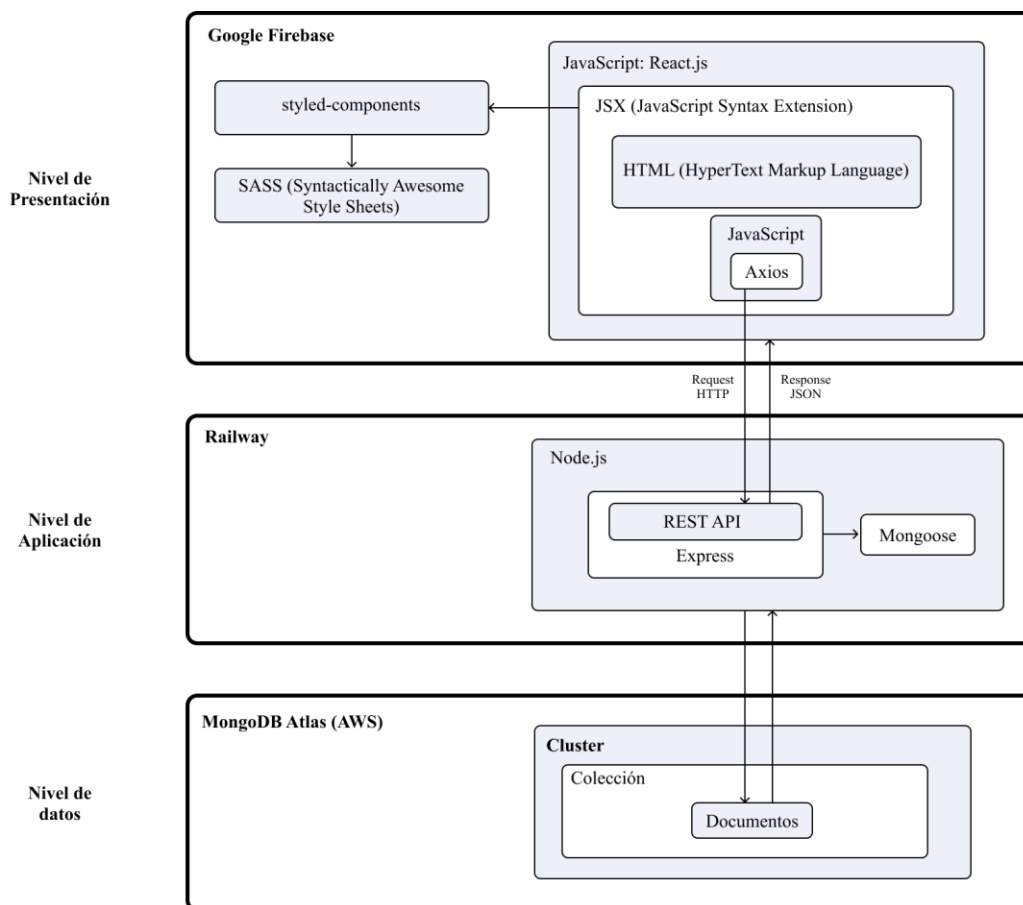 Google Firebase
JavaScript: React.js
styled-components
JSX (JavaScript Syntax Extension)
HTML (HyperText Markup Language)
SASS (Syntactically Awesome
Style Sheets)
Nivel de
Presentación
JavaScript
Axios
Request
HTTP
Response
JSON
Railway
Node.js
Nivel de
Aplicación
REST API
Express
Mongoose
MongoDB Atlas (AWS)
Cluster
Colección
Nivel de
datos
Documentos